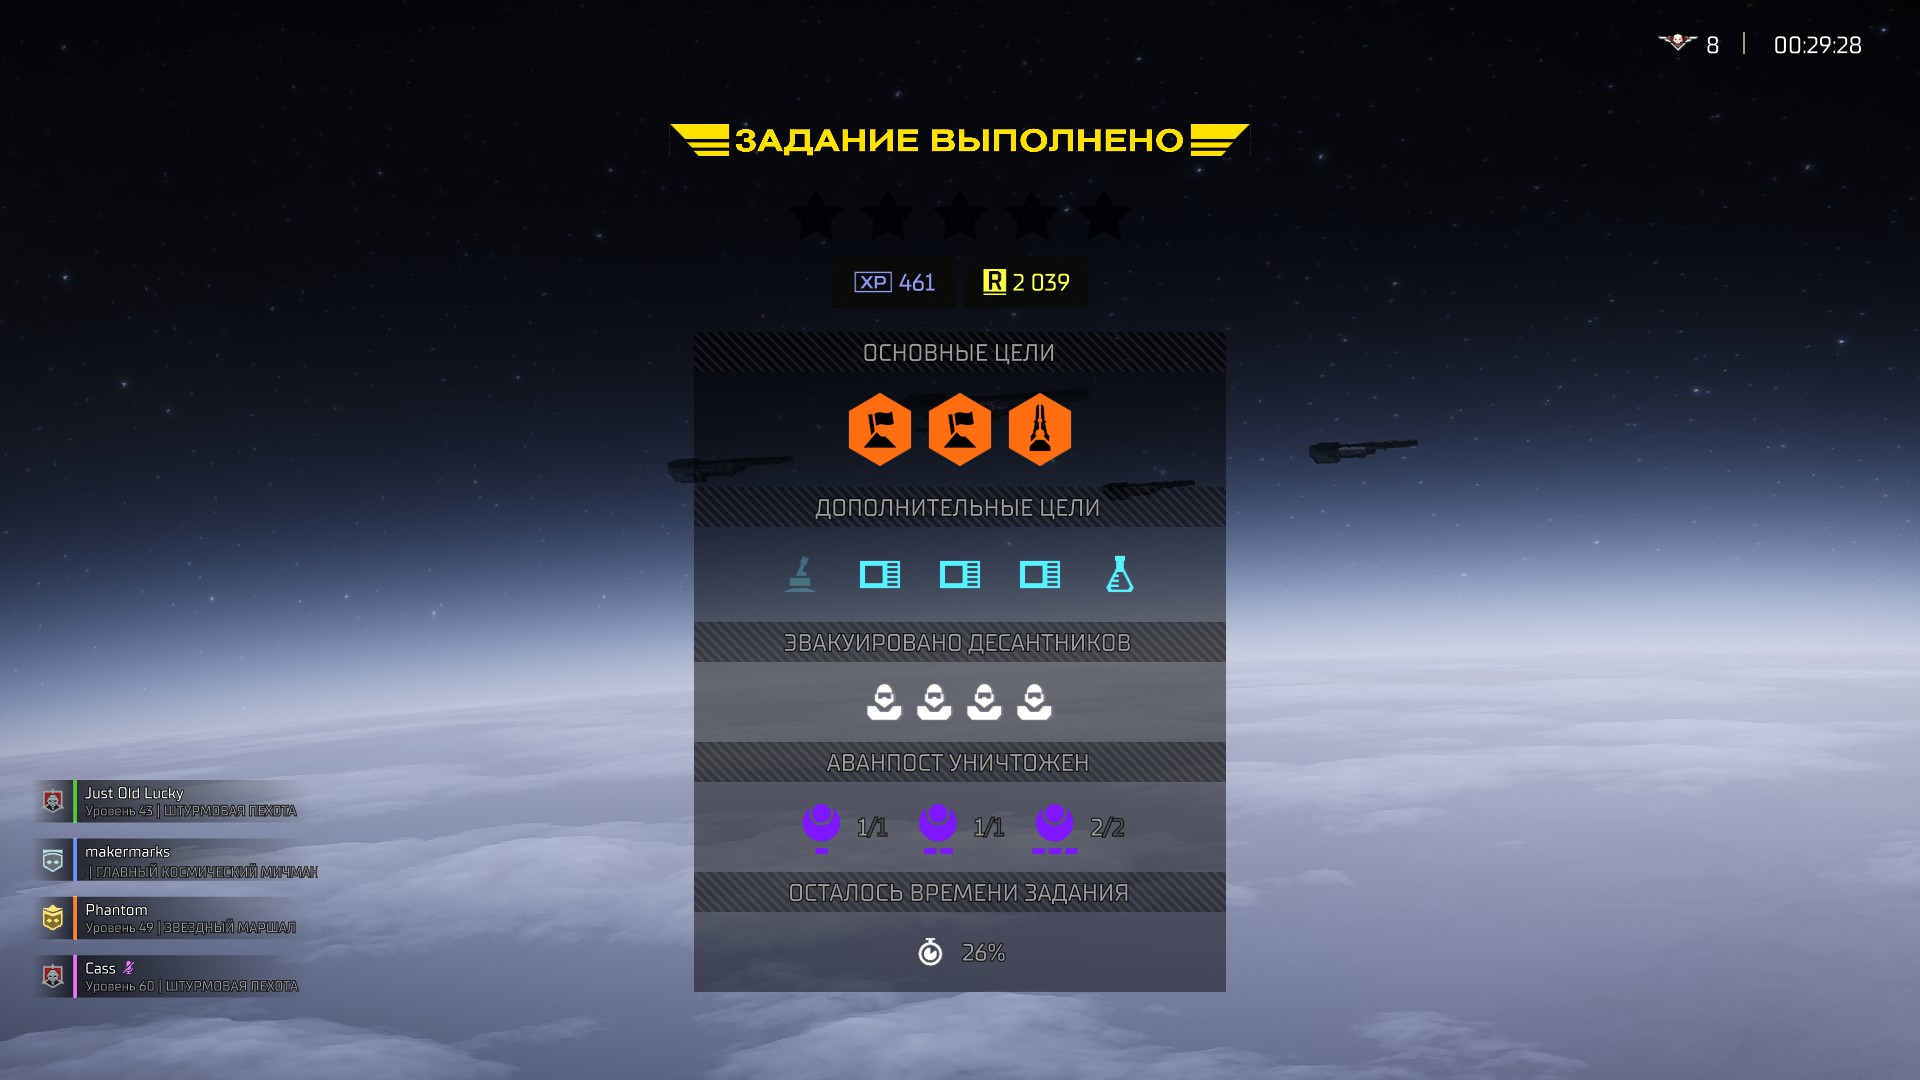 8 | 00:29:28
ЗАДАНИЕ ВЫПОЛНЕНО
XP 461 R 2 039
ОСНОВНЫЕ ЦЕЛИ
ДОПОЛНИТЕЛЬНЫЕ ЦЕЛИ
ЭВАКУИРОВАНО ДЕСАНТНИКОВ
АВАНПОСТ УНИЧТОЖЕН
1/1 1/1 2/2
ОСТАЛОСЬ ВРЕМЕНИ ЗАДАНИЯ
26%
Just Old Lucky
Уровень 43 | ШТУРМОВАЯ ПЕХОТА
makermarks
| ГЛАВНЫЙ КОСМИЧЕСКИЙ МИЧМАН
Phantom
Уровень 49 | ЗВЕЗДНЫЙ МАРШАЛ
Cass
Уровень 60 | ШТУРМОВАЯ ПЕХОТА